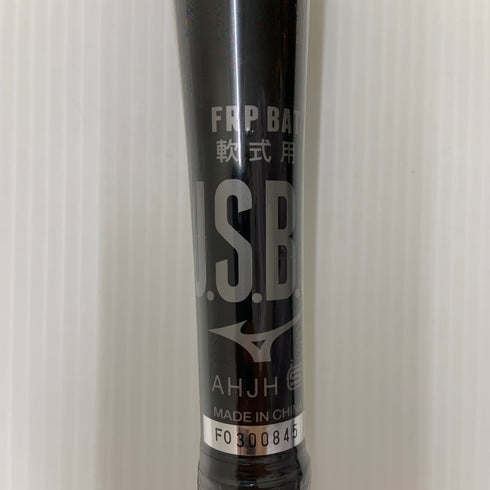 FRP BAT
軟式用
.S.B.
AHJH S
MADE IN CHINA
F0300845